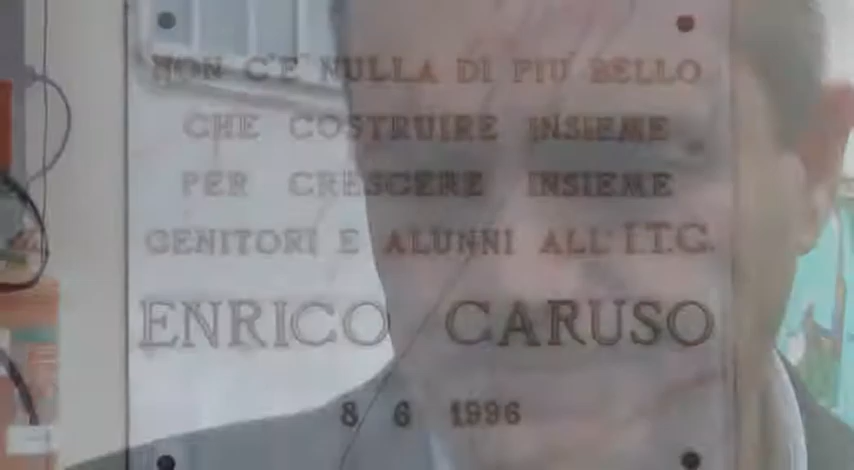 NON C'E' NULLA DI PIU' BELLO
CHE COSTRUIRE INSIEME
PER CRESCERE INSIEME
GENITORI E ALUNNI ALL' I.T.G.
ENRICO CARUSO
8 6 1996